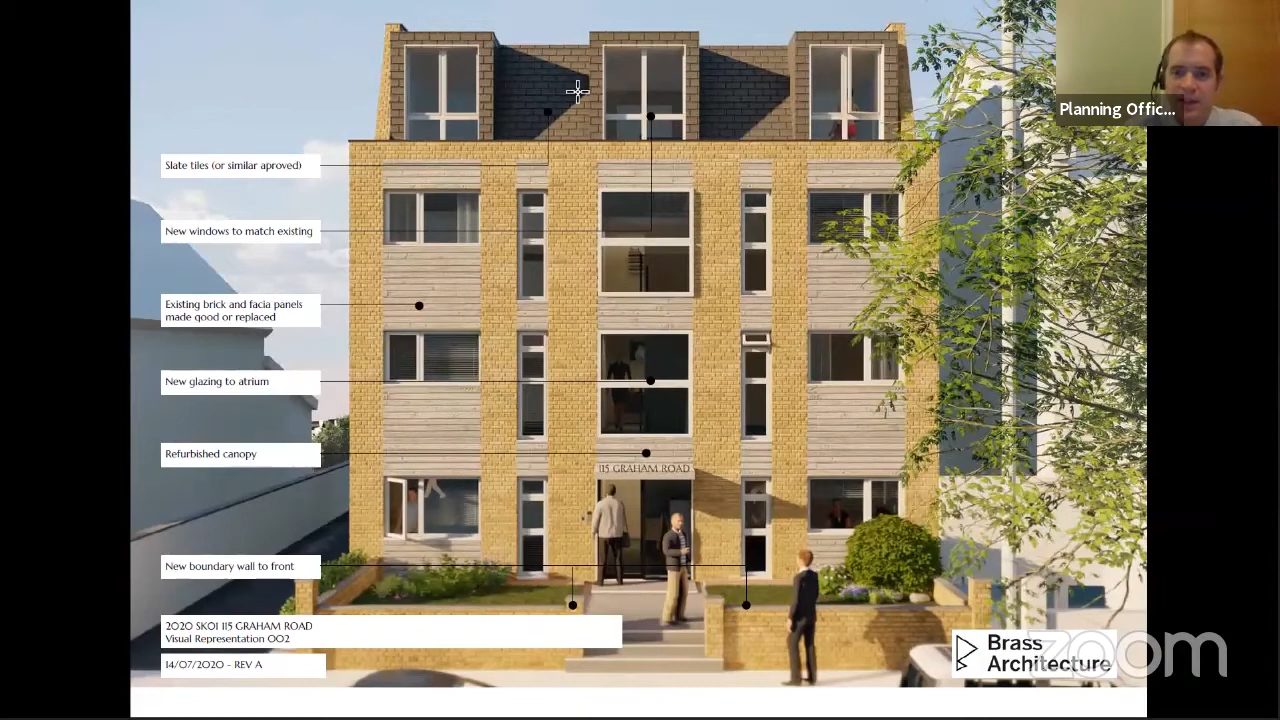 Planning Offic...
Slate tiles (or similar aproved)
New windows to match existing
Existing brick and facia panels
made good or replaced
New glazing to atrium
Refurbished canopy
115 GRAHAM ROAD
New boundary wall to front
2020 SK01 115 GRAHAM ROAD
Visual Representation 002
14/07/2020 - REV A
Brass
Architecture
zoom